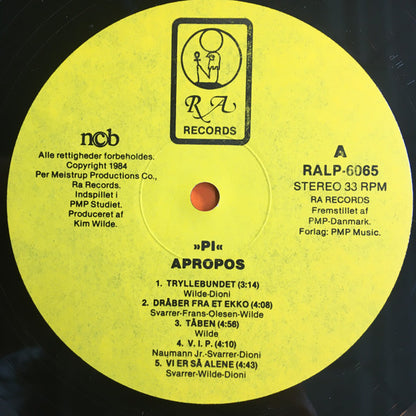 RA
RECORDS
ncb
Alle rettigheder forbeholdes.
Copyright 1984
Per Meistrup Productions Co.,
Ra Records.
Indspillet i
PMP Studiet.
Produceret af
Kim Wilde.
A
RALP-6065
STEREO 33 RPM
RA RECORDS
Fremstillet af
PMP-Danmark.
Forlag: PMP Music.
»PI«
APROPOS
1. TRYLLEBUNDET (3:14)
Wilde-Dioni
2. DRÅBER FRA ET EKKO (4:08)
Svarrer-Frans-Olesen-Wilde
3. TÅBEN (4:56)
Wilde
4. V.I.P. (4:10)
Naumann Jr.-Svarrer-Dioni
5. VI ER SÅ ALENE (4:43)
Svarrer-Wilde-Dioni